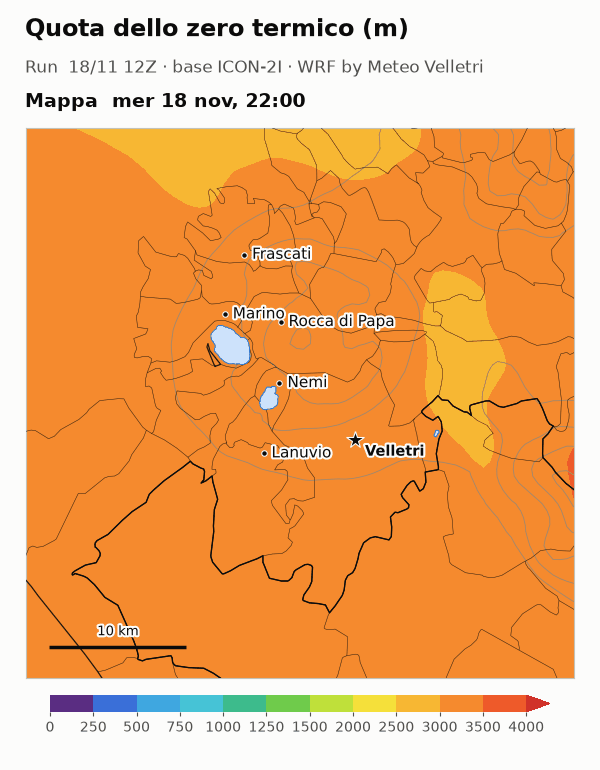 Quota dello zero termico (m)
Run  18/11 12Z · base ICON-2I · WRF by Meteo Velletri
Mappa  mer 18 nov, 22:00
Frascati
Marino
Rocca di Papa
Nemi
Lanuvio
Velletri
10 km
0 250 500 750 1000 1250 1500 2000 2500 3000 3500 4000